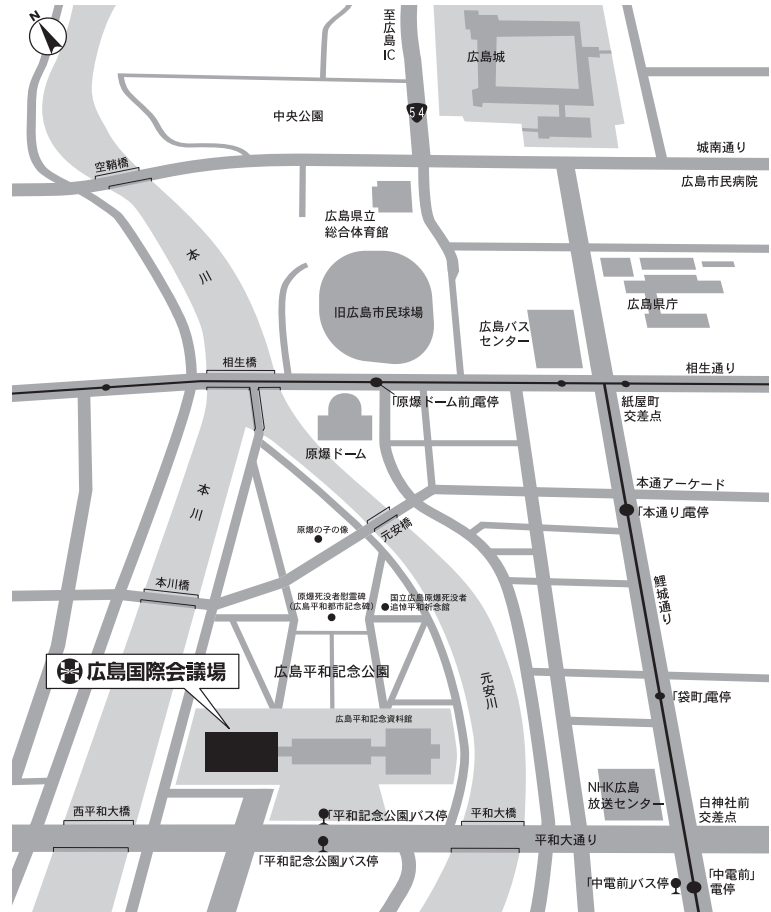 N
至広島IC
広島城
54
中央公園
城南通り
空鞘橋
広島市民病院
広島県立
総合体育館
本川
旧広島市民球場
広島県庁
広島バス
センター
相生橋
相生通り
「原爆ドーム前」電停
紙屋町
交差点
原爆ドーム
本通アーケード
本川
「本通り」電停
元安橋
原爆の子の像
本川橋
原爆死没者慰霊碑
(広島平和都市記念碑)
国立広島原爆死没者
追悼平和祈念館
鯉城通り
広島国際会議場
広島平和記念公園
元安川
「袋町」電停
広島平和記念資料館
NHK広島
放送センター
白神社前
交差点
西平和大橋
「平和記念公園」バス停
平和大橋
平和大通り
「平和記念公園」バス停
「中電前」バス停
「中電前」
電停